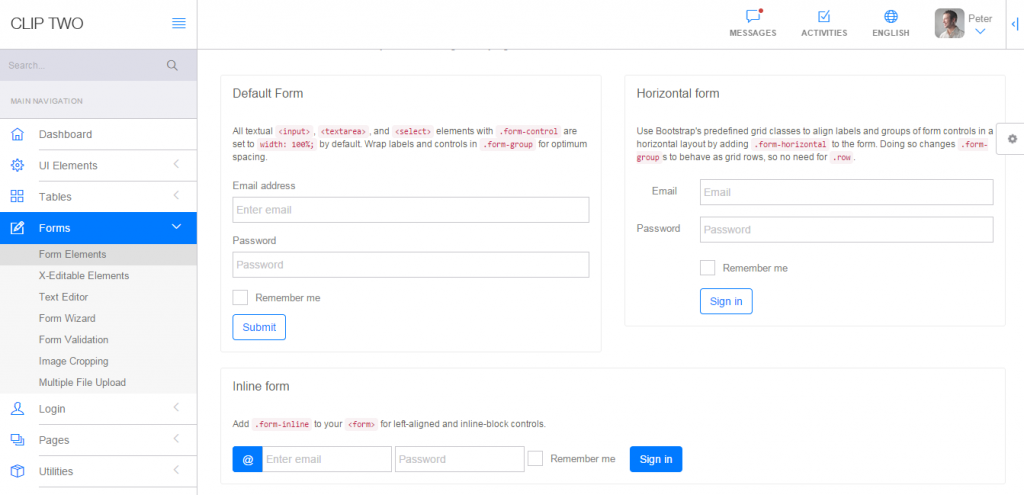 CLIP TWO
MESSAGES
ACTIVITIES
ENGLISH
Peter
Search...
MAIN NAVIGATION
Dashboard
UI Elements
Tables
Forms
Form Elements
X-Editable Elements
Text Editor
Form Wizard
Form Validation
Image Cropping
Multiple File Upload
Login
Pages
Utilities
Default Form
All textual <input>, <textarea>, and <select> elements with .form-control are
set to width: 100%; by default. Wrap labels and controls in .form-group for optimum
spacing.
Email address
Enter email
Password
Password
Remember me
Submit
Horizontal form
Use Bootstrap's predefined grid classes to align labels and groups of form controls in a
horizontal layout by adding .form-horizontal to the form. Doing so changes .form-
group s to behave as grid rows, so no need for .row.
Email Email
Password Password
Remember me
Sign in
Inline form
Add .form-inline to your <form> for left-aligned and inline-block controls.
@ Enter email Password Remember me Sign in